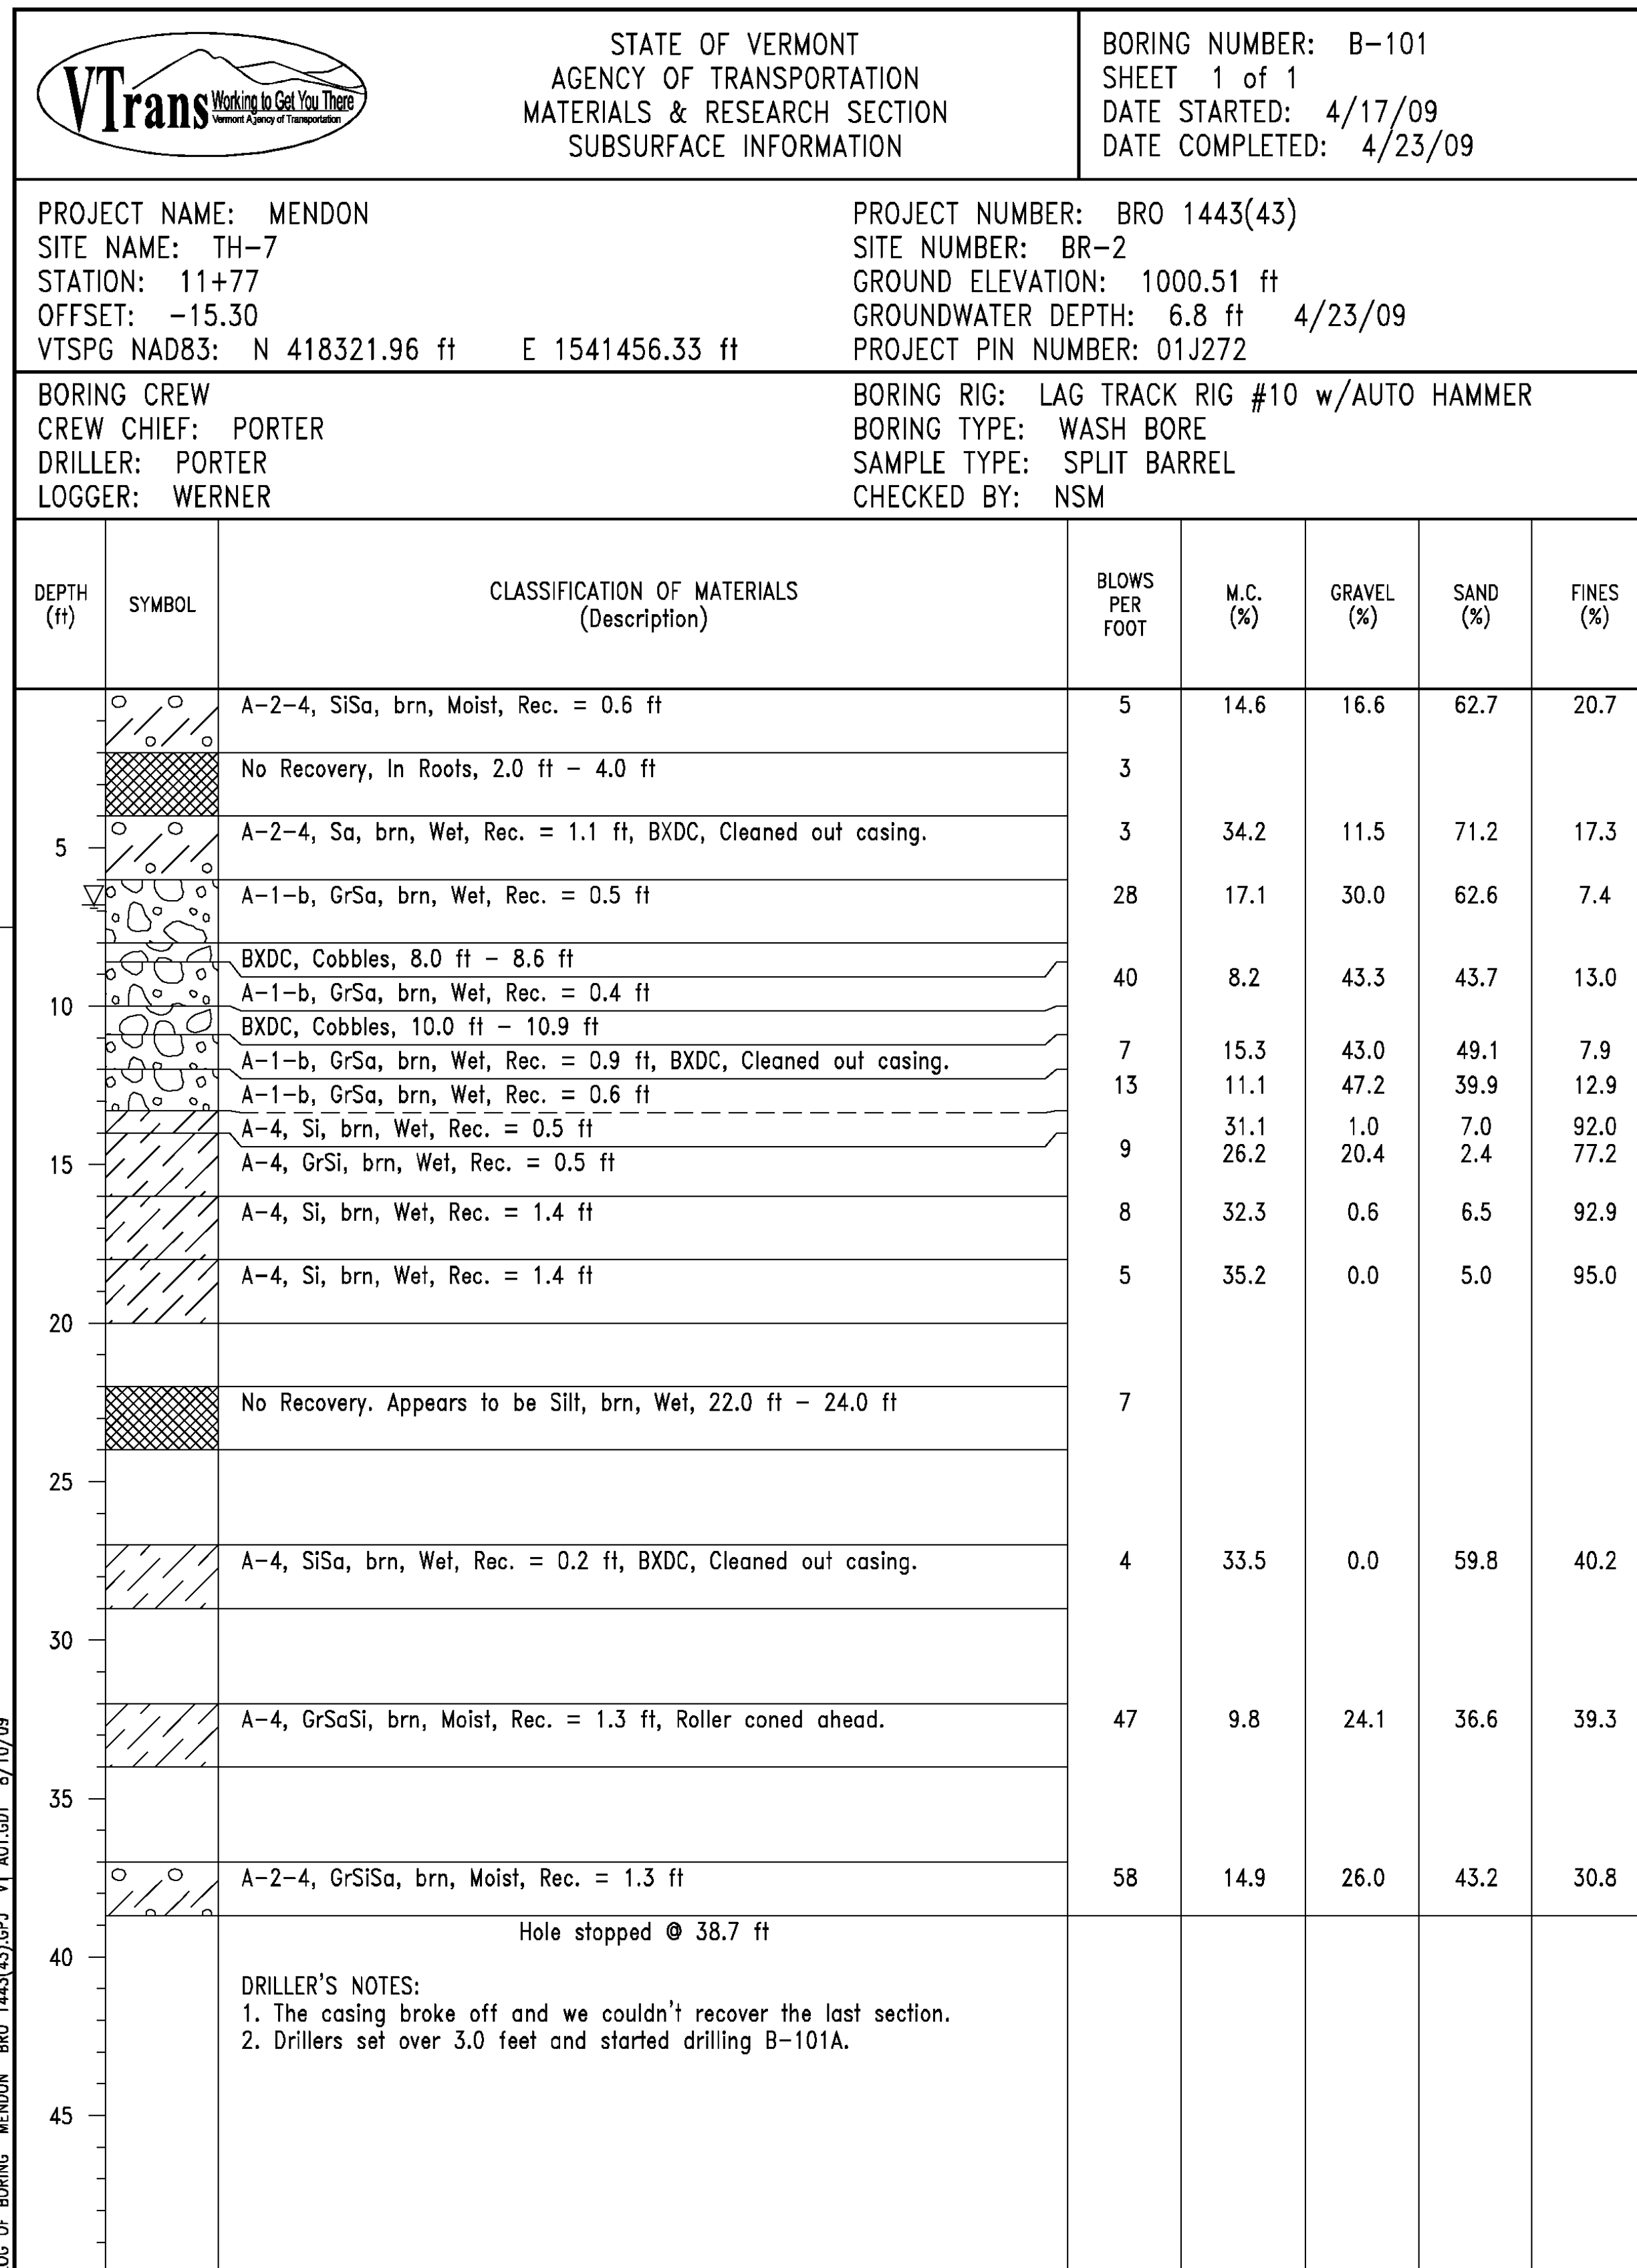 VTrans Working to Get You There
Vermont Agency of Transportation
STATE OF VERMONT
AGENCY OF TRANSPORTATION
MATERIALS & RESEARCH SECTION
SUBSURFACE INFORMATION
BORING NUMBER: B-101
SHEET 1 of 1
DATE STARTED: 4/17/09
DATE COMPLETED: 4/23/09
PROJECT NAME: MENDON
SITE NAME: TH-7
STATION: 11+77
OFFSET: -15.30
VTSPG NAD83: N 418321.96 ft E 1541456.33 ft
PROJECT NUMBER: BRO 1443(43)
SITE NUMBER: BR-2
GROUND ELEVATION: 1000.51 ft
GROUNDWATER DEPTH: 6.8 ft 4/23/09
PROJECT PIN NUMBER: 01J272
BORING CREW
CREW CHIEF: PORTER
DRILLER: PORTER
LOGGER: WERNER
BORING RIG: LAG TRACK RIG #10 w/AUTO HAMMER
BORING TYPE: WASH BORE
SAMPLE TYPE: SPLIT BARREL
CHECKED BY: NSM
DEPTH (ft) SYMBOL CLASSIFICATION OF MATERIALS (Description) BLOWS PER FOOT M.C. (%) GRAVEL (%) SAND (%) FINES (%)
A-2-4, SiSa, brn, Moist, Rec. = 0.6 ft 5 14.6 16.6 62.7 20.7
No Recovery, In Roots, 2.0 ft - 4.0 ft 3
5 A-2-4, Sa, brn, Wet, Rec. = 1.1 ft, BXDC, Cleaned out casing. 3 34.2 11.5 71.2 17.3
A-1-b, GrSa, brn, Wet, Rec. = 0.5 ft 28 17.1 30.0 62.6 7.4
BXDC, Cobbles, 8.0 ft - 8.6 ft
A-1-b, GrSa, brn, Wet, Rec. = 0.4 ft 40 8.2 43.3 43.7 13.0
10 BXDC, Cobbles, 10.0 ft - 10.9 ft
A-1-b, GrSa, brn, Wet, Rec. = 0.9 ft, BXDC, Cleaned out casing. 7 15.3 43.0 49.1 7.9
A-1-b, GrSa, brn, Wet, Rec. = 0.6 ft 13 11.1 47.2 39.9 12.9
A-4, Si, brn, Wet, Rec. = 0.5 ft 31.1 1.0 7.0 92.0
15 A-4, GrSi, brn, Wet, Rec. = 0.5 ft 9 26.2 20.4 2.4 77.2
A-4, Si, brn, Wet, Rec. = 1.4 ft 8 32.3 0.6 6.5 92.9
A-4, Si, brn, Wet, Rec. = 1.4 ft 5 35.2 0.0 5.0 95.0
20
No Recovery. Appears to be Silt, brn, Wet, 22.0 ft - 24.0 ft 7
25
A-4, SiSa, brn, Wet, Rec. = 0.2 ft, BXDC, Cleaned out casing. 4 33.5 0.0 59.8 40.2
30
A-4, GrSaSi, brn, Moist, Rec. = 1.3 ft, Roller coned ahead. 47 9.8 24.1 36.6 39.3
35
A-2-4, GrSiSa, brn, Moist, Rec. = 1.3 ft 58 14.9 26.0 43.2 30.8
Hole stopped @ 38.7 ft
40
DRILLER'S NOTES:
1. The casing broke off and we couldn't recover the last section.
2. Drillers set over 3.0 feet and started drilling B-101A.
45
OF BORING MENDON BRO 1443(43).GPJ